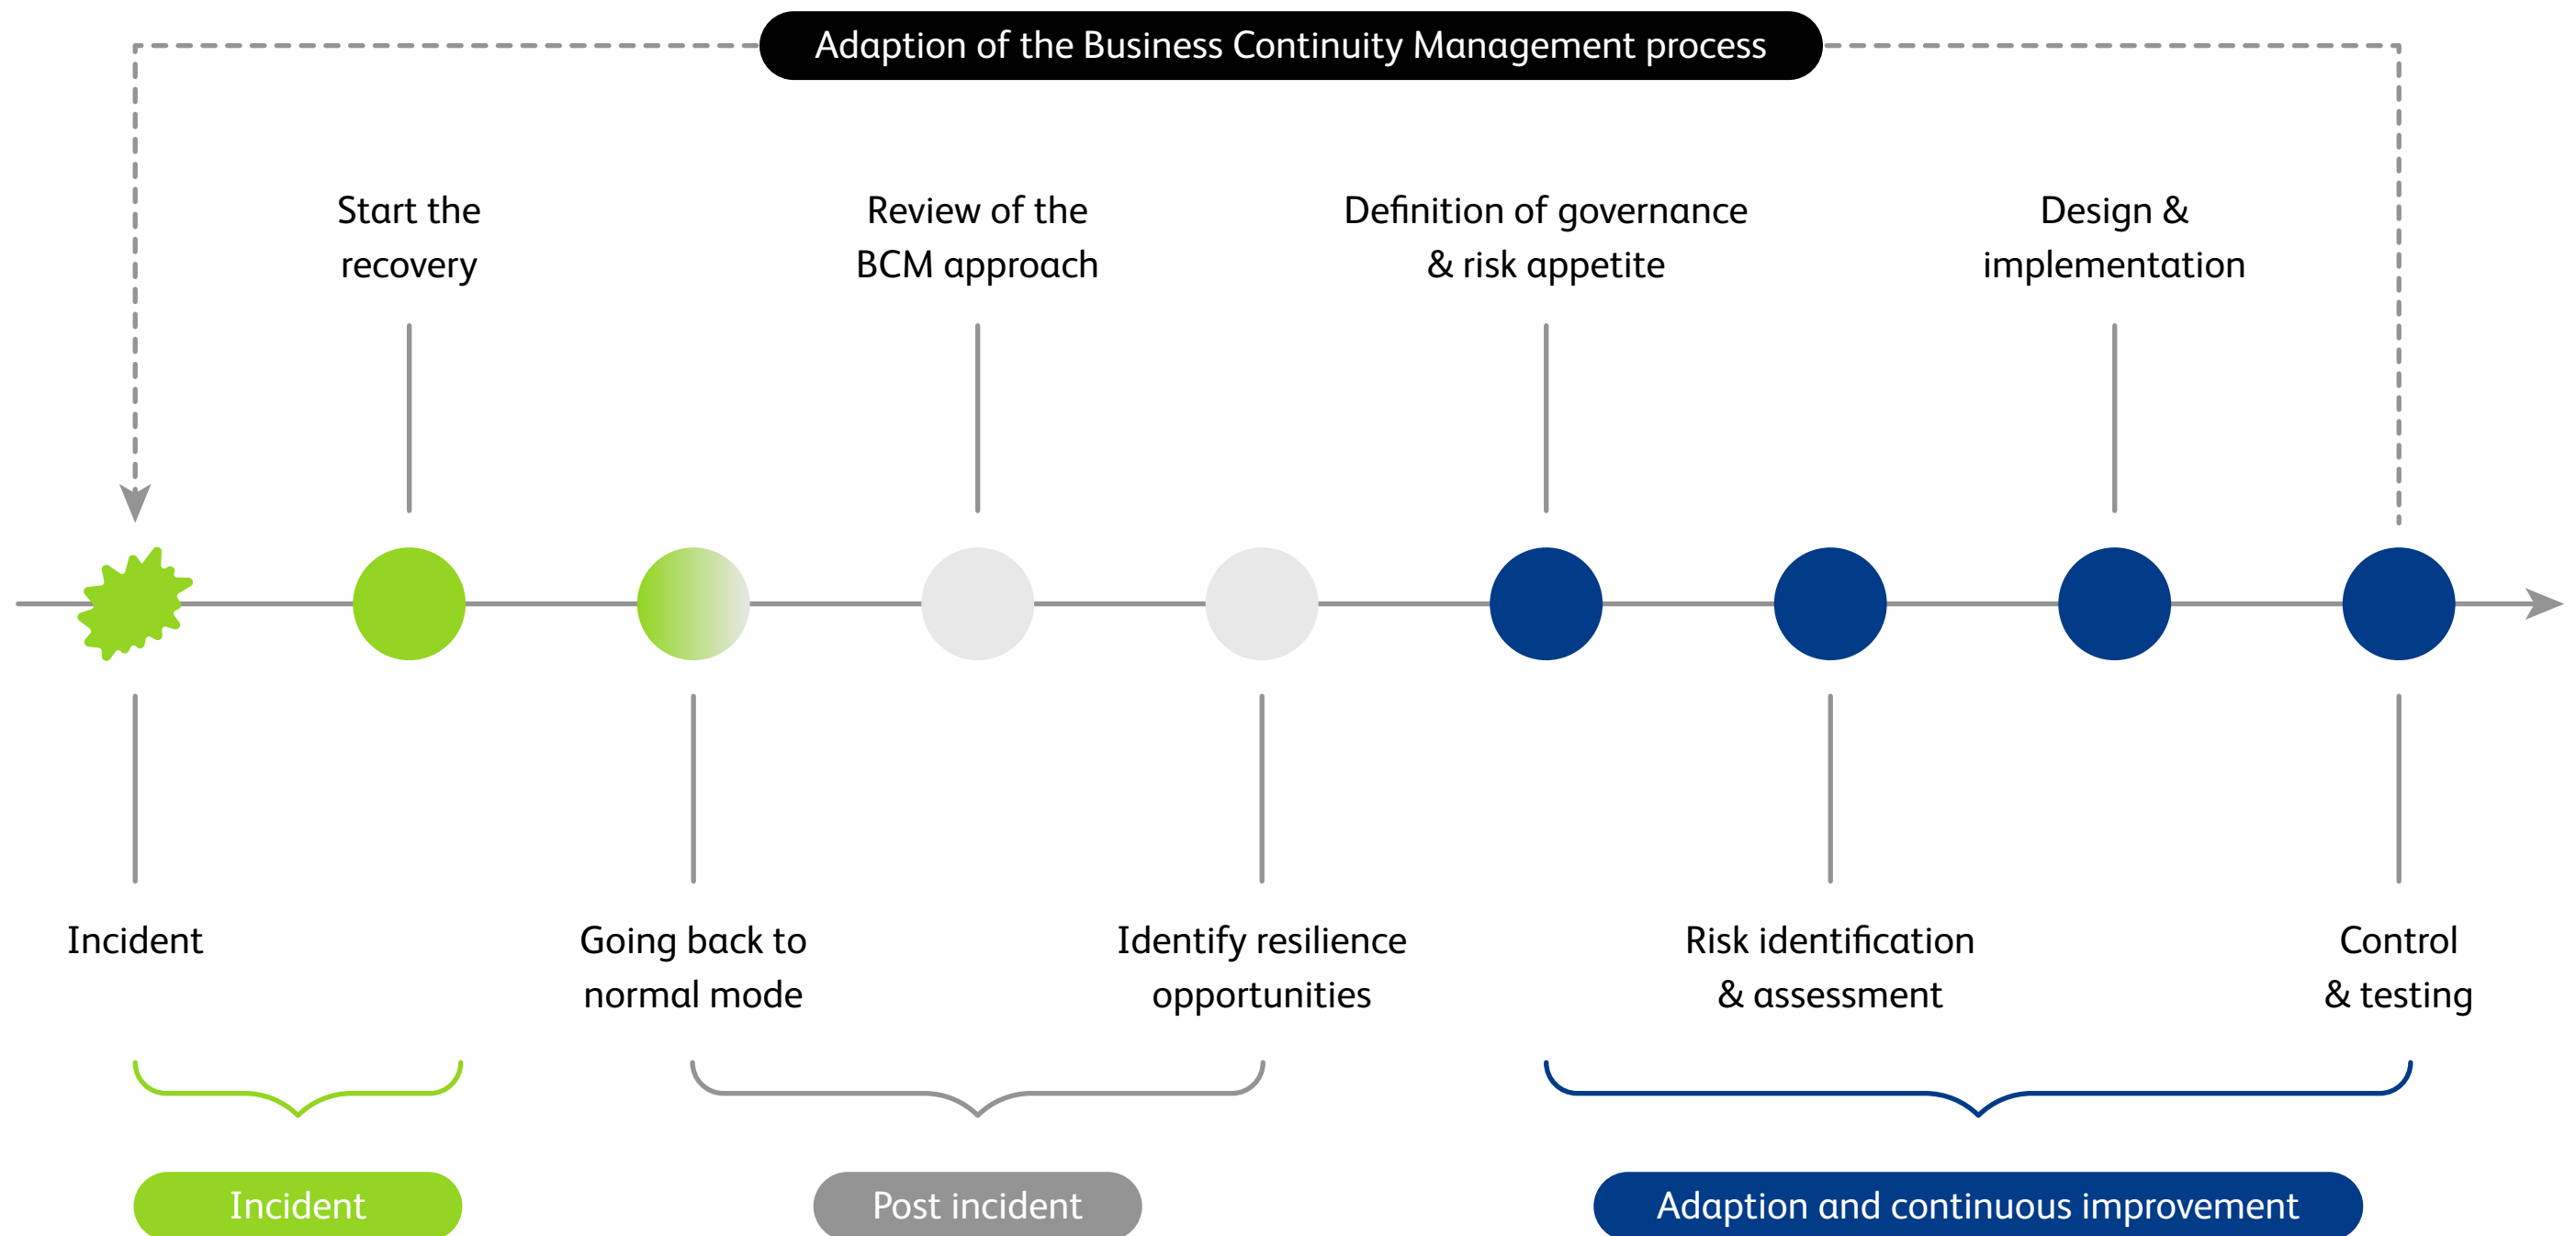 Adaption of the Business Continuity Management process
Start the
recovery
Review of the
BCM approach
Definition of governance
& risk appetite
Design &
implementation
Incident
Going back to
normal mode
Identify resilience
opportunities
Risk identification
& assessment
Control
& testing
Incident
Post incident
Adaption and continuous improvement